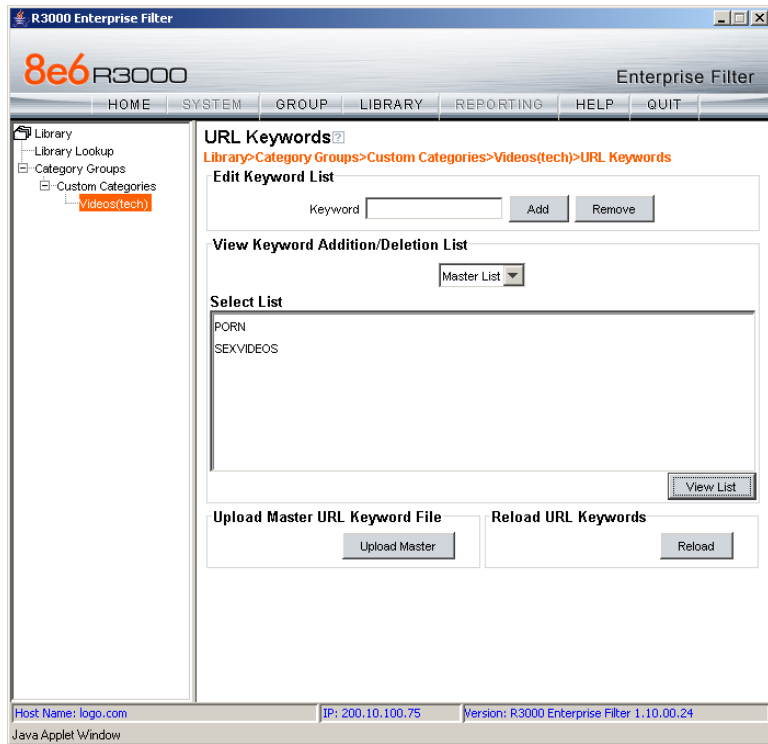 R3000 Enterprise Filter
8e6 R3000
Enterprise Filter
HOME SYSTEM GROUP LIBRARY REPORTING HELP QUIT
Library
Library Lookup
Category Groups
Custom Categories
Videos(tech)
URL Keywords?
Library>Category Groups>Custom Categories>Videos(tech)>URL Keywords
Edit Keyword List
Keyword Add Remove
View Keyword Addition/Deletion List
Master List
Select List
PORN
SEXVIDEOS
View List
Upload Master URL Keyword File
Upload Master
Reload URL Keywords
Reload
Host Name: logo.com IP: 200.10.100.75 Version: R3000 Enterprise Filter 1.10.00.24
Java Applet Window